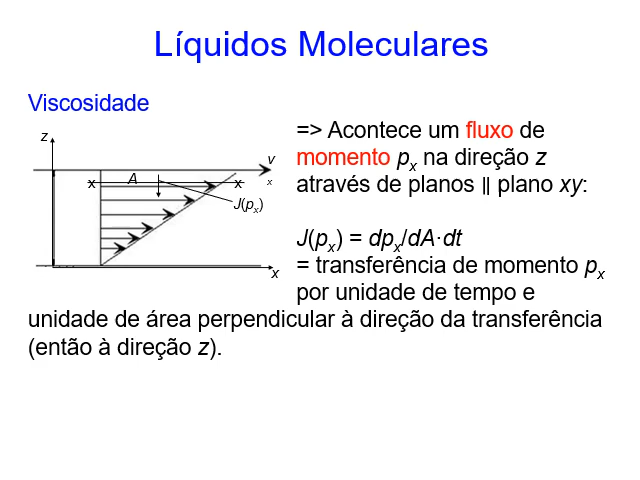 Líquidos Moleculares
Viscosidade
=> Acontece um fluxo de
momento pₓ na direção z
através de planos ∥ plano xy:
z
v
x
x A x
J(pₓ)
x
J(pₓ) = dpₓ/dA·dt
= transferência de momento pₓ
por unidade de tempo e
unidade de área perpendicular à direção da transferência
(então à direção z).